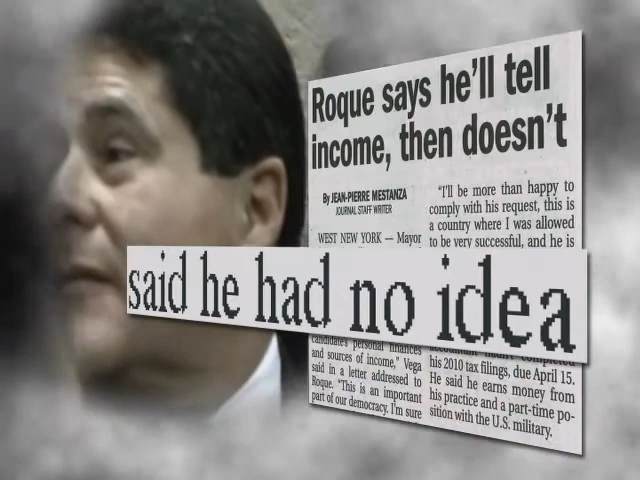 Roque says he'll tell
income, then doesn't
By JEAN-PIERRE MESTANZA
JOURNAL STAFF WRITER
WEST NEW YORK — Mayor
"I'll be more than happy to
comply with his request, this is
a country where I was allowed
to be very successful, and he is
said he had no idea
candidate's personal finances
and sources of income," Vega
said in a letter addressed to
Roque. "This is an important
part of our democracy. I'm sure
his 2010 tax filings, due April 15.
He said he earns money from
his practice and a part-time po-
sition with the U.S. military.